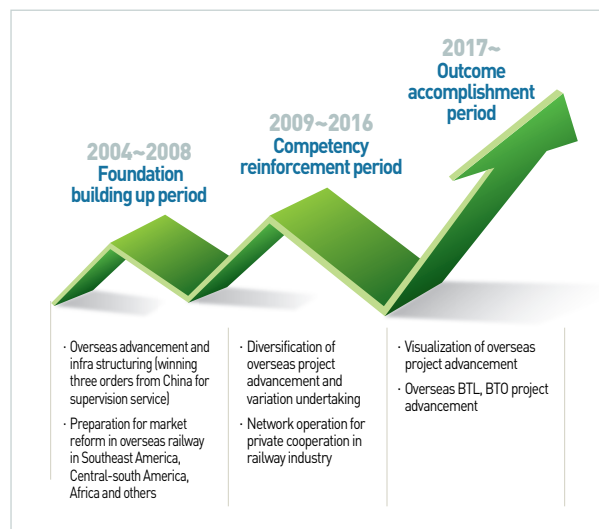 2004~2008
Foundation
building up period
2009~2016
Competency
reinforcement period
2017~
Outcome
accomplishment
period
· Overseas advancement and
infra structuring (winning
three orders from China for
supervision service)
· Preparation for market
reform in overseas railway
in Southeast America,
Central-south America,
Africa and others
· Diversification of
overseas project
advancement and
variation undertaking
· Network operation for
private cooperation in
railway industry
· Visualization of overseas
project advancement
· Overseas BTL, BTO project
advancement